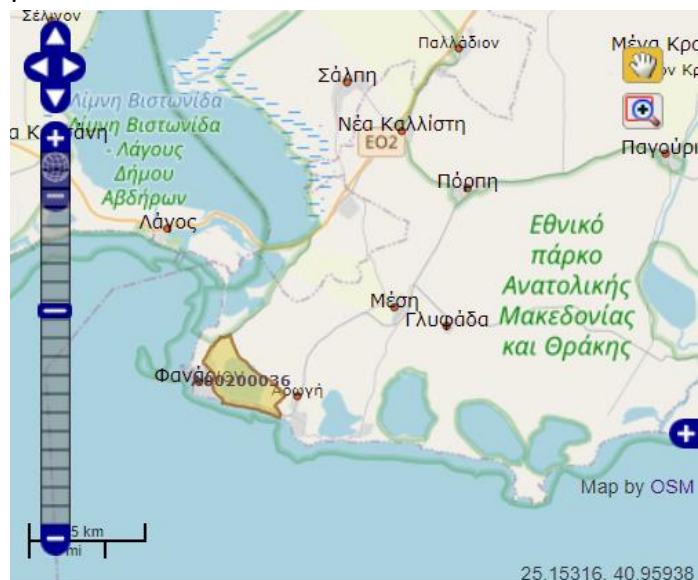 Σέλινον
Παλλάδιον
Μέγα Κρ
Σάλπη
Λίμνη Βιστωνίδα
Λίμνη Βιστωνίδα
- Λάγους
Δήμου
Αβδήρων
Νέα Καλλίστη
ΕΟ2
Παγούρι
Πόρπη
Λάγος
Εθνικό
πάρκο
Ανατολικής
Μακεδονίας
και Θράκης
Μέση
Γλυφάδα
Φανάριον
200036
Αρωγή
Map by OSM
5 km
mi
25.15316, 40.95938